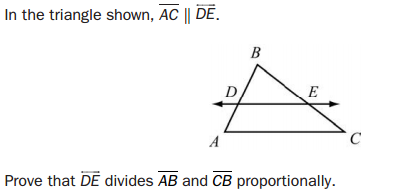 In the triangle shown, AC || DE.
B
D E
A C
Prove that DE divides AB and CB proportionally.